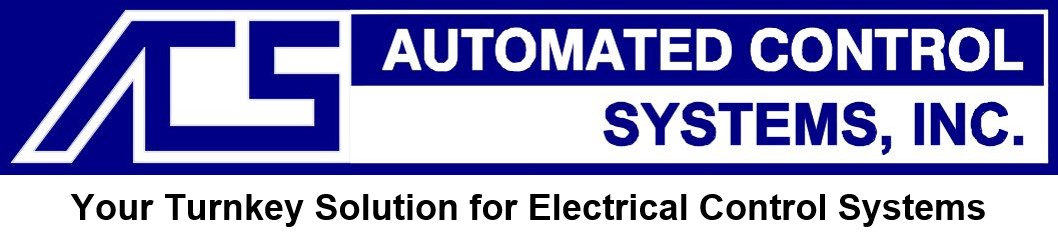 ACS
AUTOMATED CONTROL
SYSTEMS, INC.
Your Turnkey Solution for Electrical Control Systems